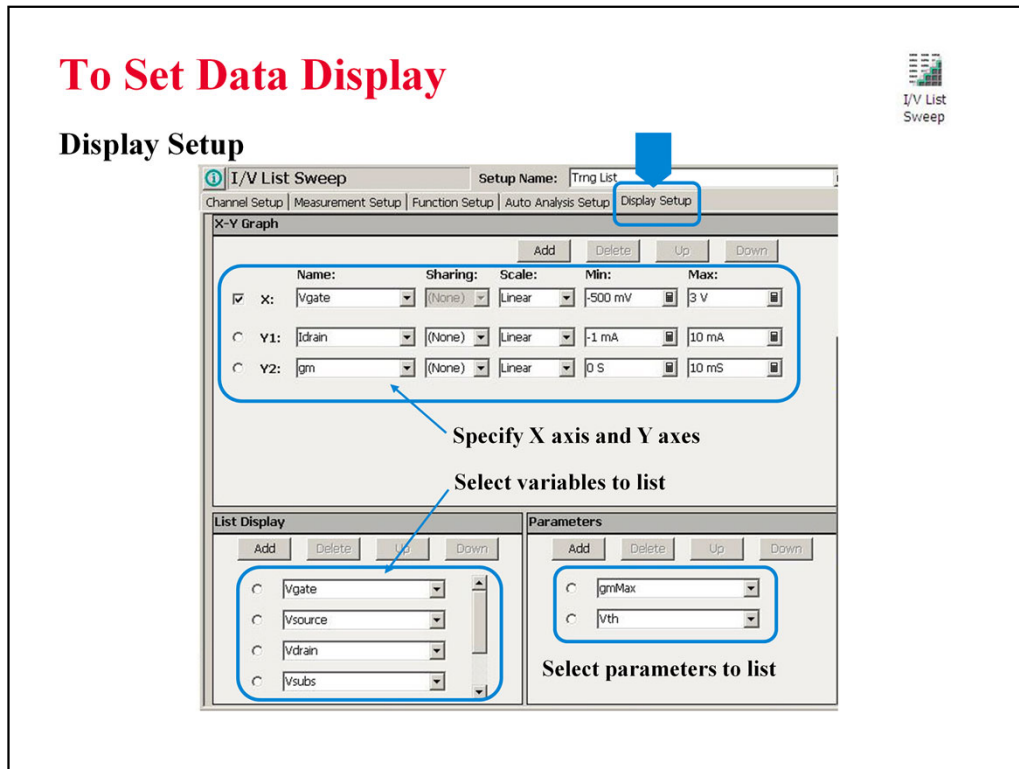 To Set Data Display
I/V List
Sweep
Display Setup
I/V List Sweep
Setup Name:
Trng List
Channel Setup
Measurement Setup
Function Setup
Auto Analysis Setup
Display Setup
X-Y Graph
Add Delete Up Down
Name: Sharing: Scale: Min: Max:
X: Vgate (None) Linear -500 mV 3 V
Y1: Idrain (None) Linear -1 mA 10 mA
Y2: gm (None) Linear 0 S 10 mS
Specify X axis and Y axes
Select variables to list
List Display
Add Delete Up Down
Vgate
Vsource
Vdrain
Vsubs
Parameters
Add Delete Up Down
gmMax
Vth
Select parameters to list